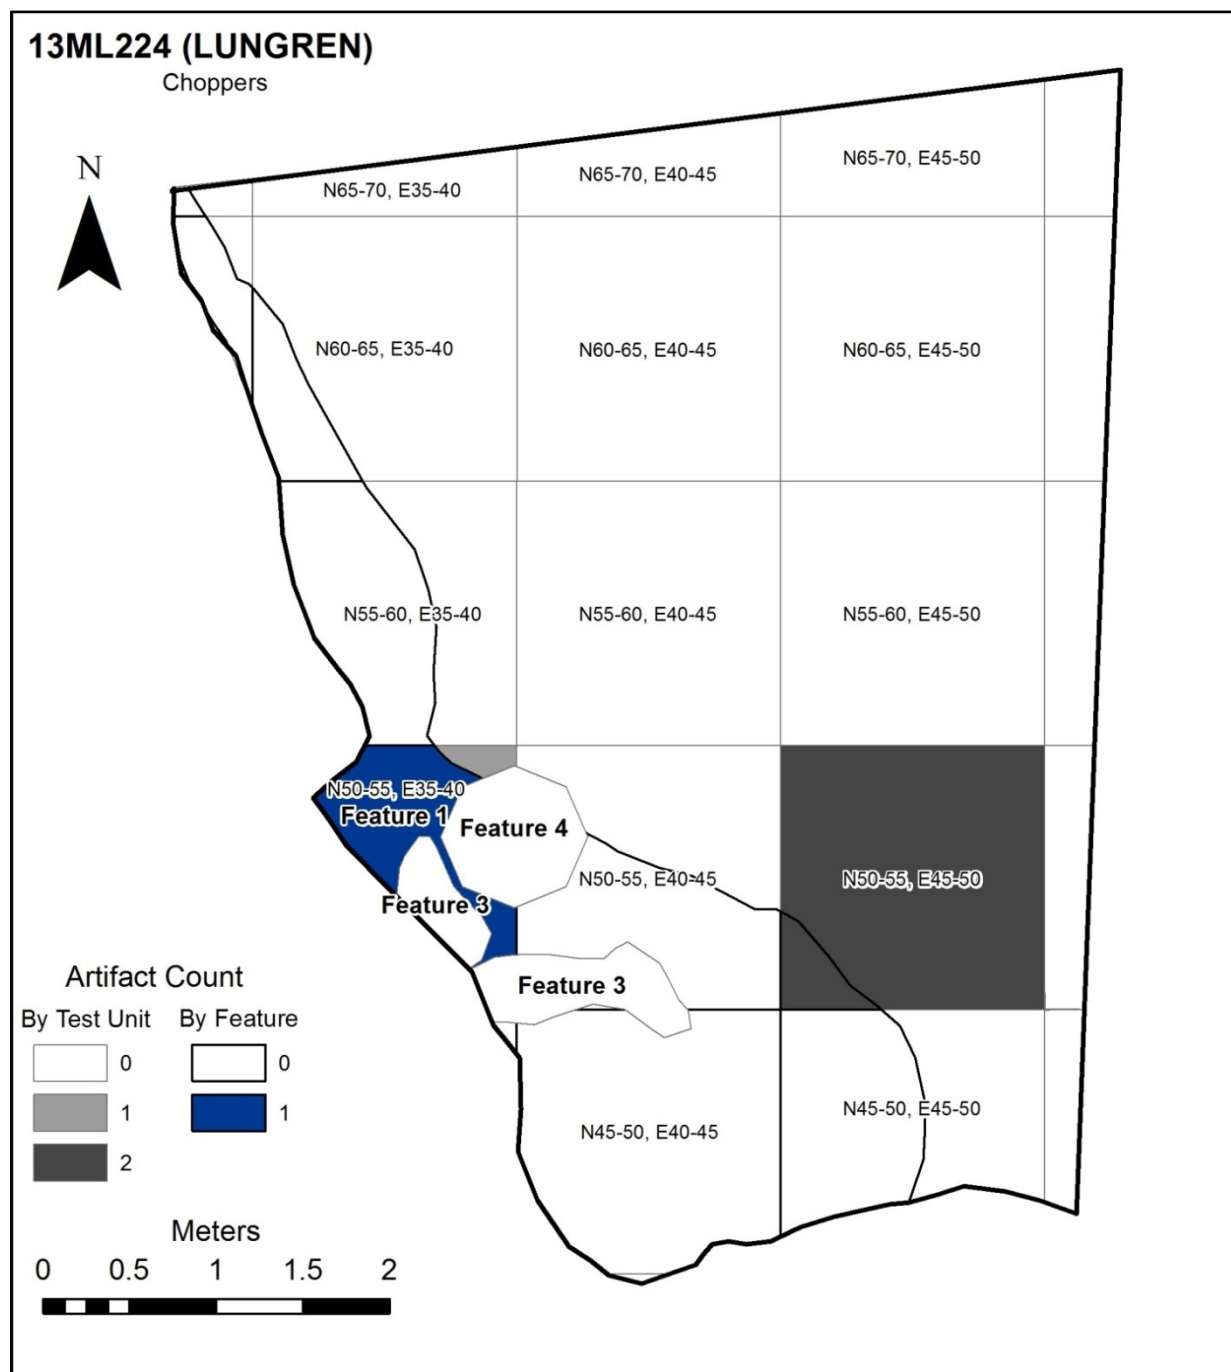 13ML224 (LUNGREN)
Choppers
N
N65-70, E35-40
N65-70, E40-45
N65-70, E45-50
N60-65, E35-40
N60-65, E40-45
N60-65, E45-50
N55-60, E35-40
N55-60, E40-45
N55-60, E45-50
N50-55, E35-40
Feature 1
Feature 4
N50-55, E40-45
N50-55, E45-50
Feature 3
Feature 3
N45-50, E40-45
N45-50, E45-50
Artifact Count
By Test Unit By Feature
0 0
1 1
2
Meters
0 0.5 1 1.5 2